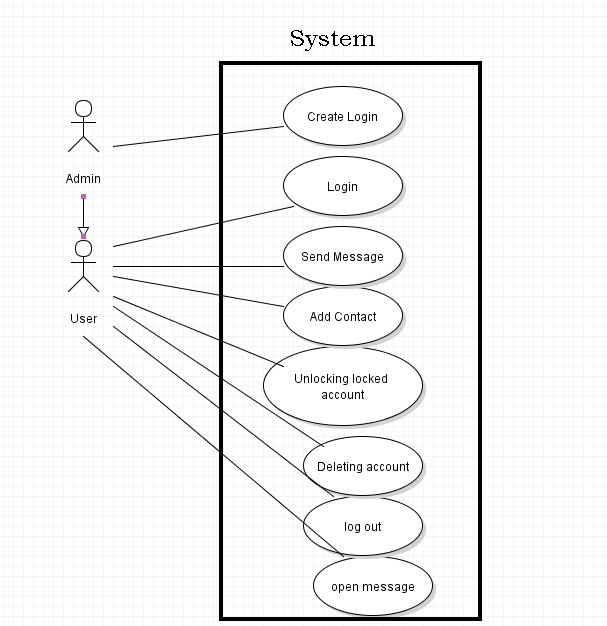 System
Create Login
Admin
Login
Send Message
User
Add Contact
Unlocking locked
account
Deleting account
log out
open message